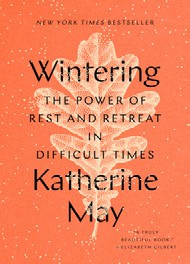 NEW YORK TIMES BESTSELLER
Wintering
THE POWER OF
REST AND RETREAT
IN
DIFFICULT TIMES
Katherine
May
"A TRULY
BEAUTIFUL BOOK."
—ELIZABETH GILBERT